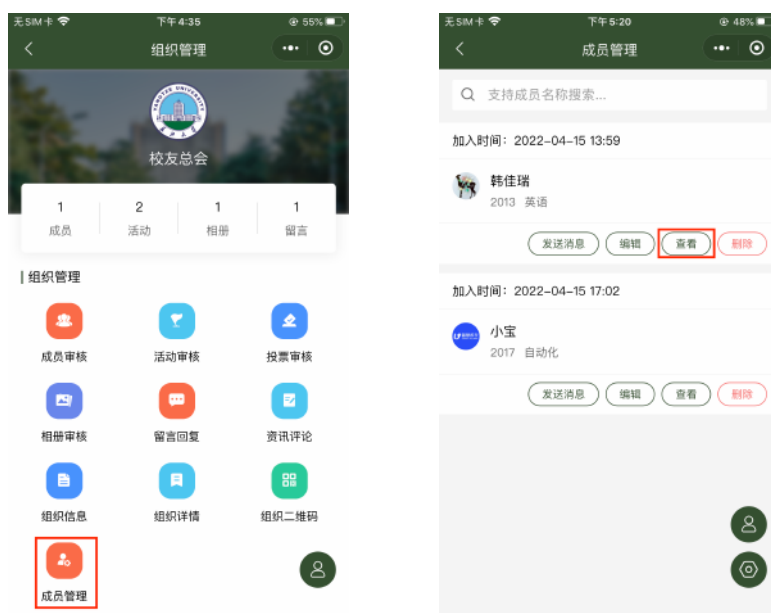 无SIM卡
下午4:35
55%
组织管理
YANGTZE UNIVERSITY
校友总会
1
2
1
1
成员
活动
相册
留言
组织管理
成员审核
活动审核
投票审核
相册审核
留言回复
资讯评论
组织信息
组织详情
组织二维码
成员管理
无SIM卡
下午5:20
48%
成员管理
支持成员名称搜索...
加入时间：2022-04-15 13:59
韩佳瑞
2013 英语
发送消息
编辑
查看
删除
加入时间：2022-04-15 17:02
小宝
2017 自动化
发送消息
编辑
查看
删除